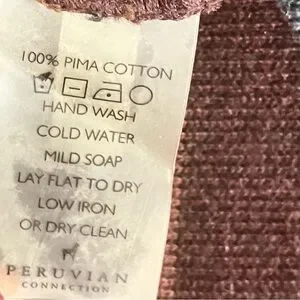 100% PIMA COTTON
HAND WASH
COLD WATER
MILD SOAP
LAY FLAT TO DRY
LOW IRON
OR DRY CLEAN
PERUVIAN
CONNECTION